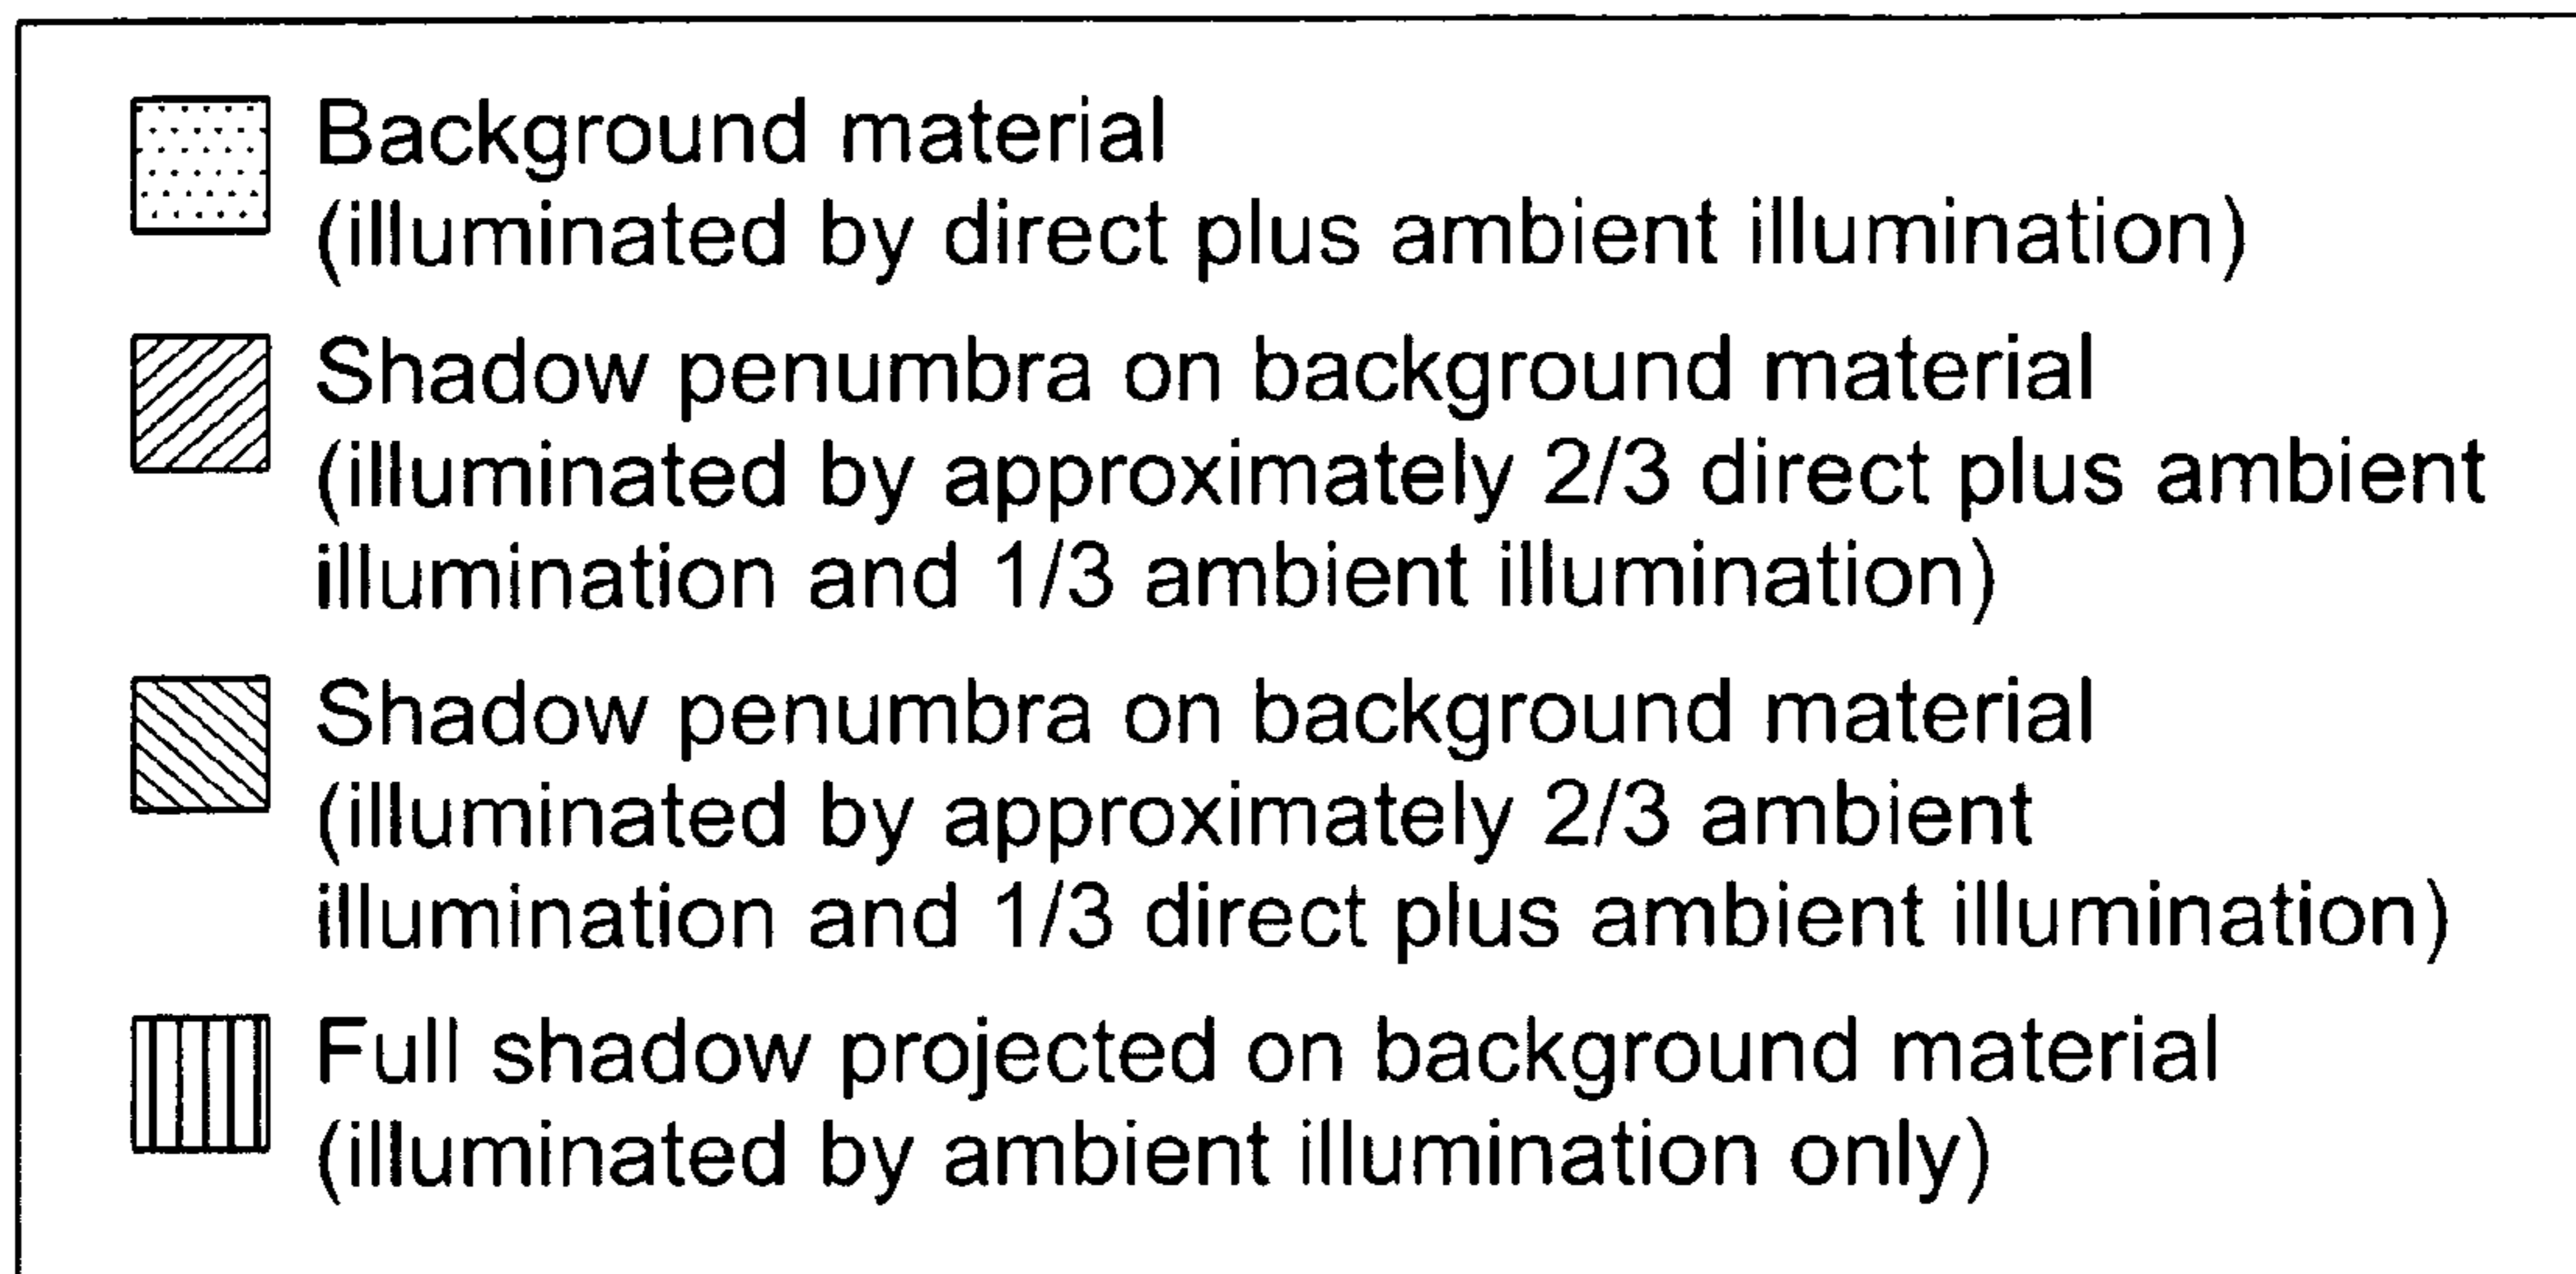 Background material
(illuminated by direct plus ambient illumination)
Shadow penumbra on background material
(illuminated by approximately 2/3 direct plus ambient
illumination and 1/3 ambient illumination)
Shadow penumbra on background material
(illuminated by approximately 2/3 ambient
illumination and 1/3 direct plus ambient illumination)
Full shadow projected on background material
(illuminated by ambient illumination only)